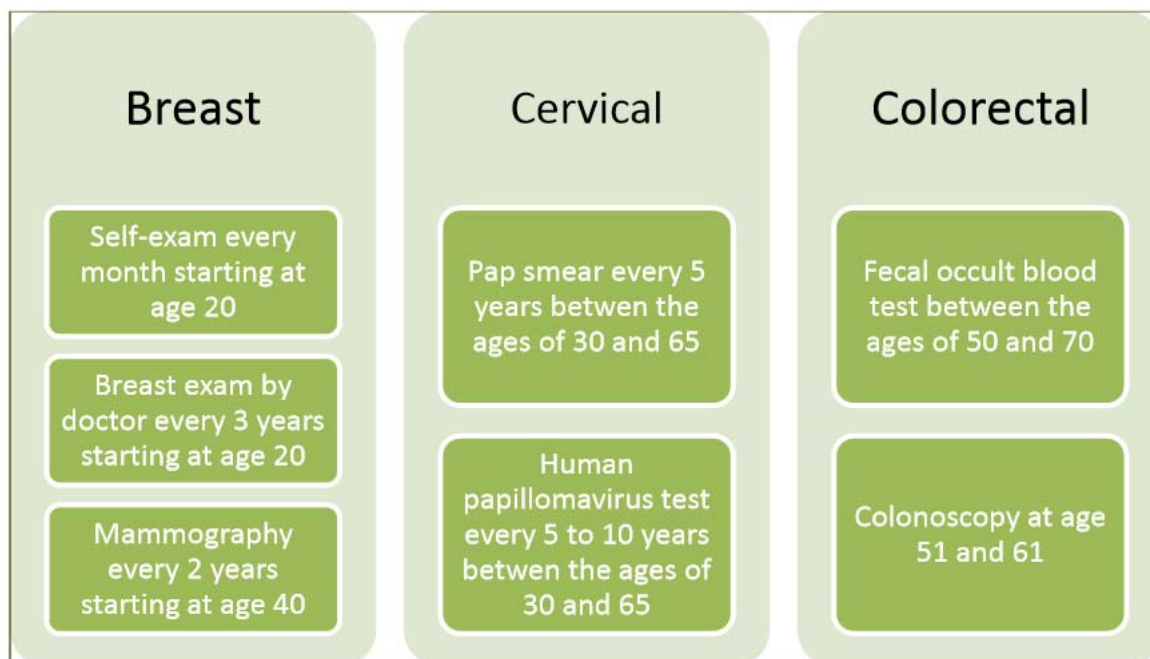 Breast
Self-exam every
month starting at
age 20
Breast exam by
doctor every 3 years
starting at age 20
Mammography
every 2 years
starting at age 40
Cervical
Pap smear every 5
years betwen the
ages of 30 and 65
Human
papillomavirus test
every 5 to 10 years
betwen the ages of
30 and 65
Colorectal
Fecal occult blood
test between the
ages of 50 and 70
Colonoscopy at age
51 and 61